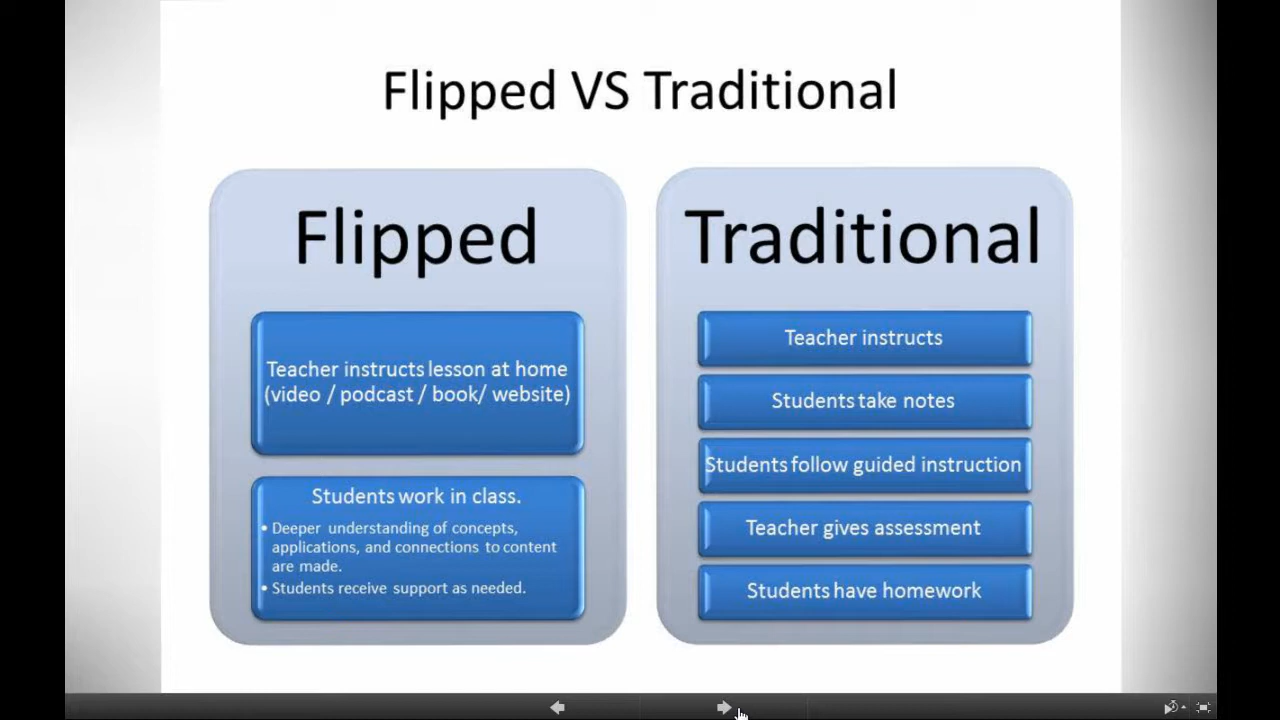 Flipped VS Traditional
Flipped
Teacher instructs lesson at home
(video / podcast / book/ website)
Students work in class.
• Deeper understanding of concepts,
applications, and connections to content
are made.
• Students receive support as needed.
Traditional
Teacher instructs
Students take notes
Students follow guided instruction
Teacher gives assessment
Students have homework